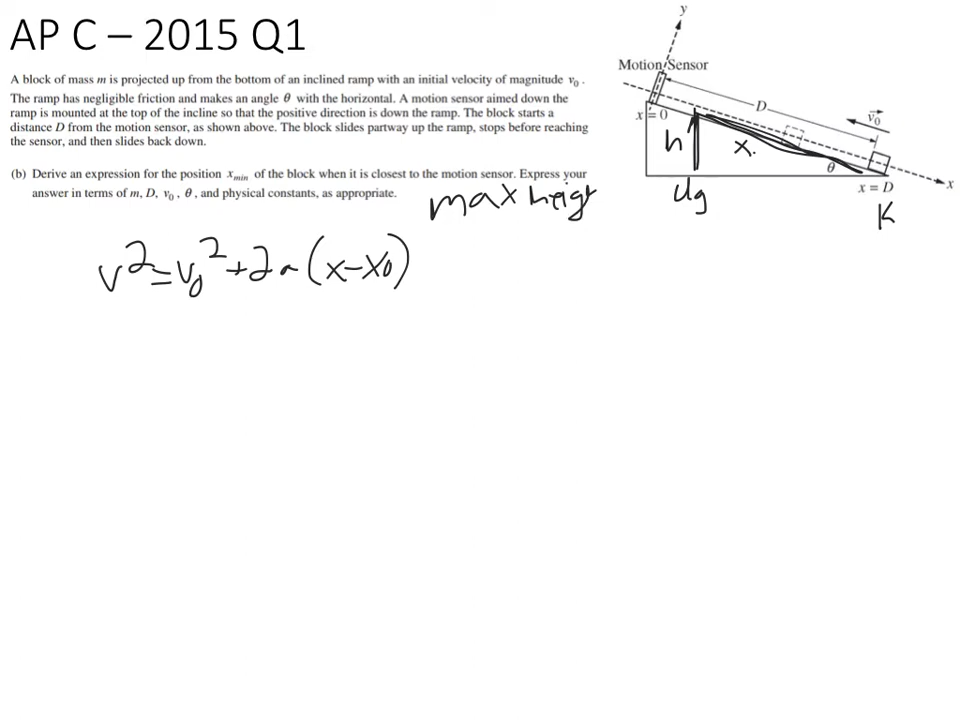 AP C – 2015 Q1
A block of mass m is projected up from the bottom of an inclined ramp with an initial velocity of magnitude v₀ .
The ramp has negligible friction and makes an angle θ with the horizontal. A motion sensor aimed down the
ramp is mounted at the top of the incline so that the positive direction is down the ramp. The block starts a
distance D from the motion sensor, as shown above. The block slides partway up the ramp, stops before reaching
the sensor, and then slides back down.
(b) Derive an expression for the position xₘᵢₙ of the block when it is closest to the motion sensor. Express your
answer in terms of m, D, v₀ , θ , and physical constants, as appropriate.
max heigt
v²=v₀²+2a(x-x₀)
y
Motion Sensor
D
v₀
x = 0
h
x
θ
x = D
x
Ug
K